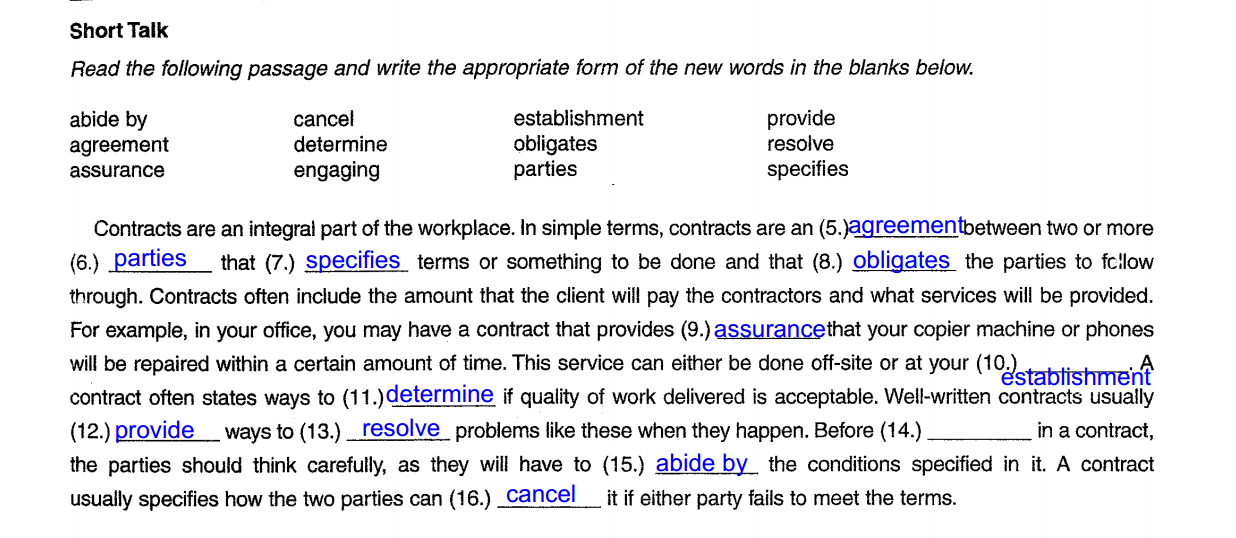 Short Talk
Read the following passage and write the appropriate form of the new words in the blanks below.
abide by cancel establishment provide
agreement determine obligates resolve
assurance engaging parties specifies
Contracts are an integral part of the workplace. In simple terms, contracts are an (5.) agreement between two or more
(6.) parties that (7.) specifies terms or something to be done and that (8.) obligates the parties to follow
through. Contracts often include the amount that the client will pay the contractors and what services will be provided.
For example, in your office, you may have a contract that provides (9.) assurance that your copier machine or phones
will be repaired within a certain amount of time. This service can either be done off-site or at your (10.) establishment. A
contract often states ways to (11.) determine if quality of work delivered is acceptable. Well-written contracts usually
(12.) provide ways to (13.) resolve problems like these when they happen. Before (14.) __________ in a contract,
the parties should think carefully, as they will have to (15.) abide by the conditions specified in it. A contract
usually specifies how the two parties can (16.) cancel it if either party fails to meet the terms.